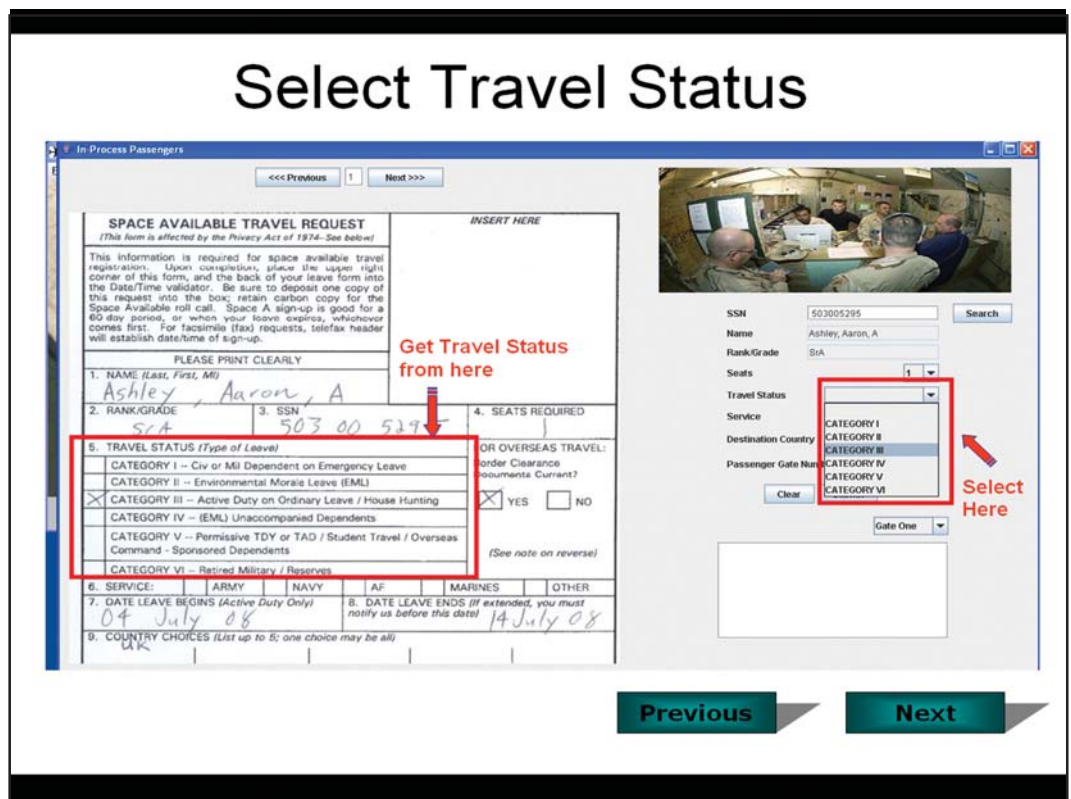 Select Travel Status
In-Process Passengers
<<< Previous 1 Next >>>
SPACE AVAILABLE TRAVEL REQUEST
(This form is affected by the Privacy Act of 1974-See below)
This information is required for space available travel
registration. Upon completion, place the upper right
corner of this form, and the back of your leave form into
the Date/Time validator. Be sure to deposit one copy of
this request into the box; retain carbon copy for the
Space Available roll call. Space A sign-up is good for a
60 day period, or when your leave expires, whichever
comes first. For facsimile (fax) requests, telefax header
will establish date/time of sign-up.
INSERT HERE
PLEASE PRINT CLEARLY
Get Travel Status
from here
1. NAME (Last, First, MI)
Ashley, Aaron, A
2. RANK/GRADE 3. SSN 4. SEATS REQUIRED
SrA 503 00 5295 1
5. TRAVEL STATUS (Type of Leave)
CATEGORY I -- Civ or Mil Dependent on Emergency Leave
CATEGORY II -- Environmental Morale Leave (EML)
CATEGORY III -- Active Duty on Ordinary Leave / House Hunting
CATEGORY IV -- (EML) Unaccompanied Dependents
CATEGORY V -- Permissive TDY or TAD / Student Travel / Overseas
Command - Sponsored Dependents
CATEGORY VI -- Retired Military / Reserves
OR OVERSEAS TRAVEL:
Border Clearance
Documents Current?
YES NO
(See note on reverse)
6. SERVICE: ARMY NAVY AF MARINES OTHER
7. DATE LEAVE BEGINS (Active Duty Only)
04 July 08
8. DATE LEAVE ENDS (If extended, you must
notify us before this date) 14 July 08
9. COUNTRY CHOICES (List up to 5; one choice may be all)
UK
SSN 503005295 Search
Name Ashley, Aaron, A
Rank/Grade SrA
Seats 1
Travel Status
Service
Destination Country
Passenger Gate Num
CATEGORY I
CATEGORY II
CATEGORY III
CATEGORY IV
CATEGORY V
CATEGORY VI
Select
Here
Clear
Gate One
Previous
Next